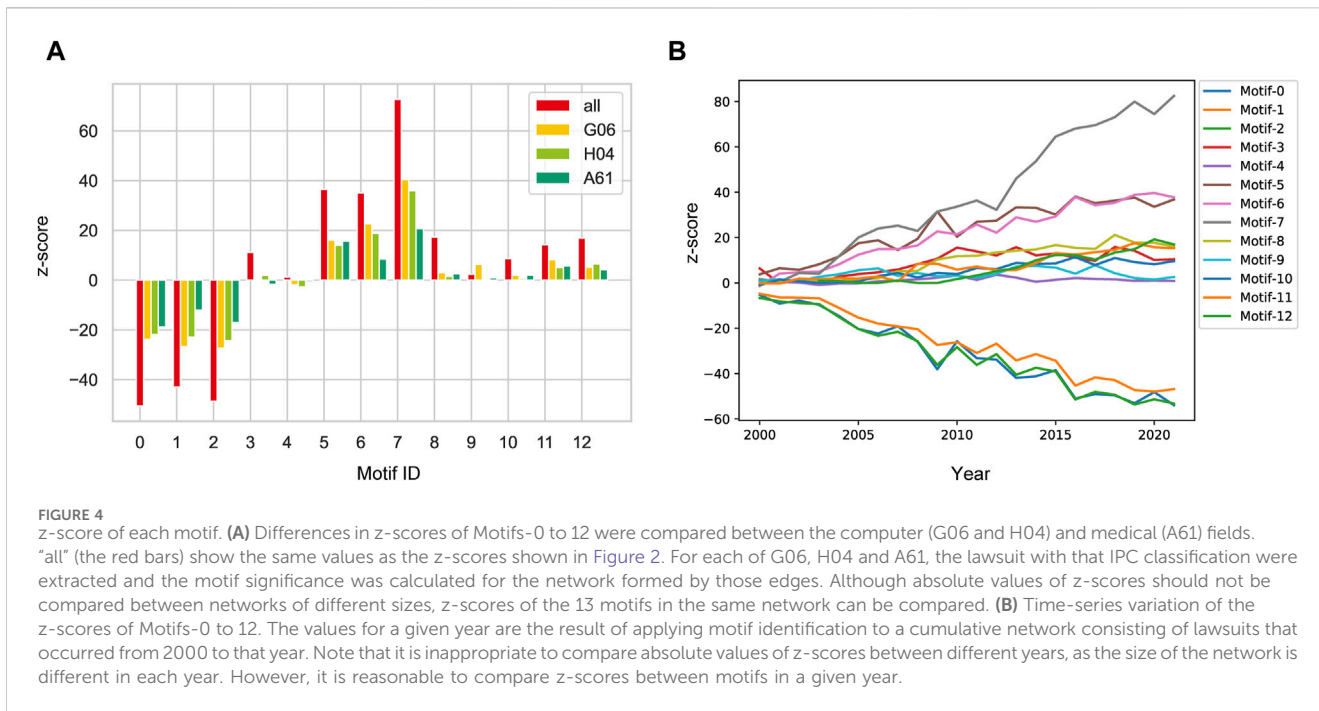 A
z-score
60
40
20
0
−20
−40
all
G06
H04
A61
0 1 2 3 4 5 6 7 8 9 10 11 12
Motif ID
B
z-score
80
60
40
20
0
−20
−40
−60
2000 2005 2010 2015 2020
Year
Motif-0
Motif-1
Motif-2
Motif-3
Motif-4
Motif-5
Motif-6
Motif-7
Motif-8
Motif-9
Motif-10
Motif-11
Motif-12
FIGURE 4
z-score of each motif. (A) Differences in z-scores of Motifs-0 to 12 were compared between the computer (G06 and H04) and medical (A61) fields.
“all” (the red bars) show the same values as the z-scores shown in Figure 2. For each of G06, H04 and A61, the lawsuit with that IPC classification were
extracted and the motif significance was calculated for the network formed by those edges. Although absolute values of z-scores should not be
compared between networks of different sizes, z-scores of the 13 motifs in the same network can be compared. (B) Time-series variation of the
z-scores of Motifs-0 to 12. The values for a given year are the result of applying motif identification to a cumulative network consisting of lawsuits that
occurred from 2000 to that year. Note that it is inappropriate to compare absolute values of z-scores between different years, as the size of the network is
different in each year. However, it is reasonable to compare z-scores between motifs in a given year.